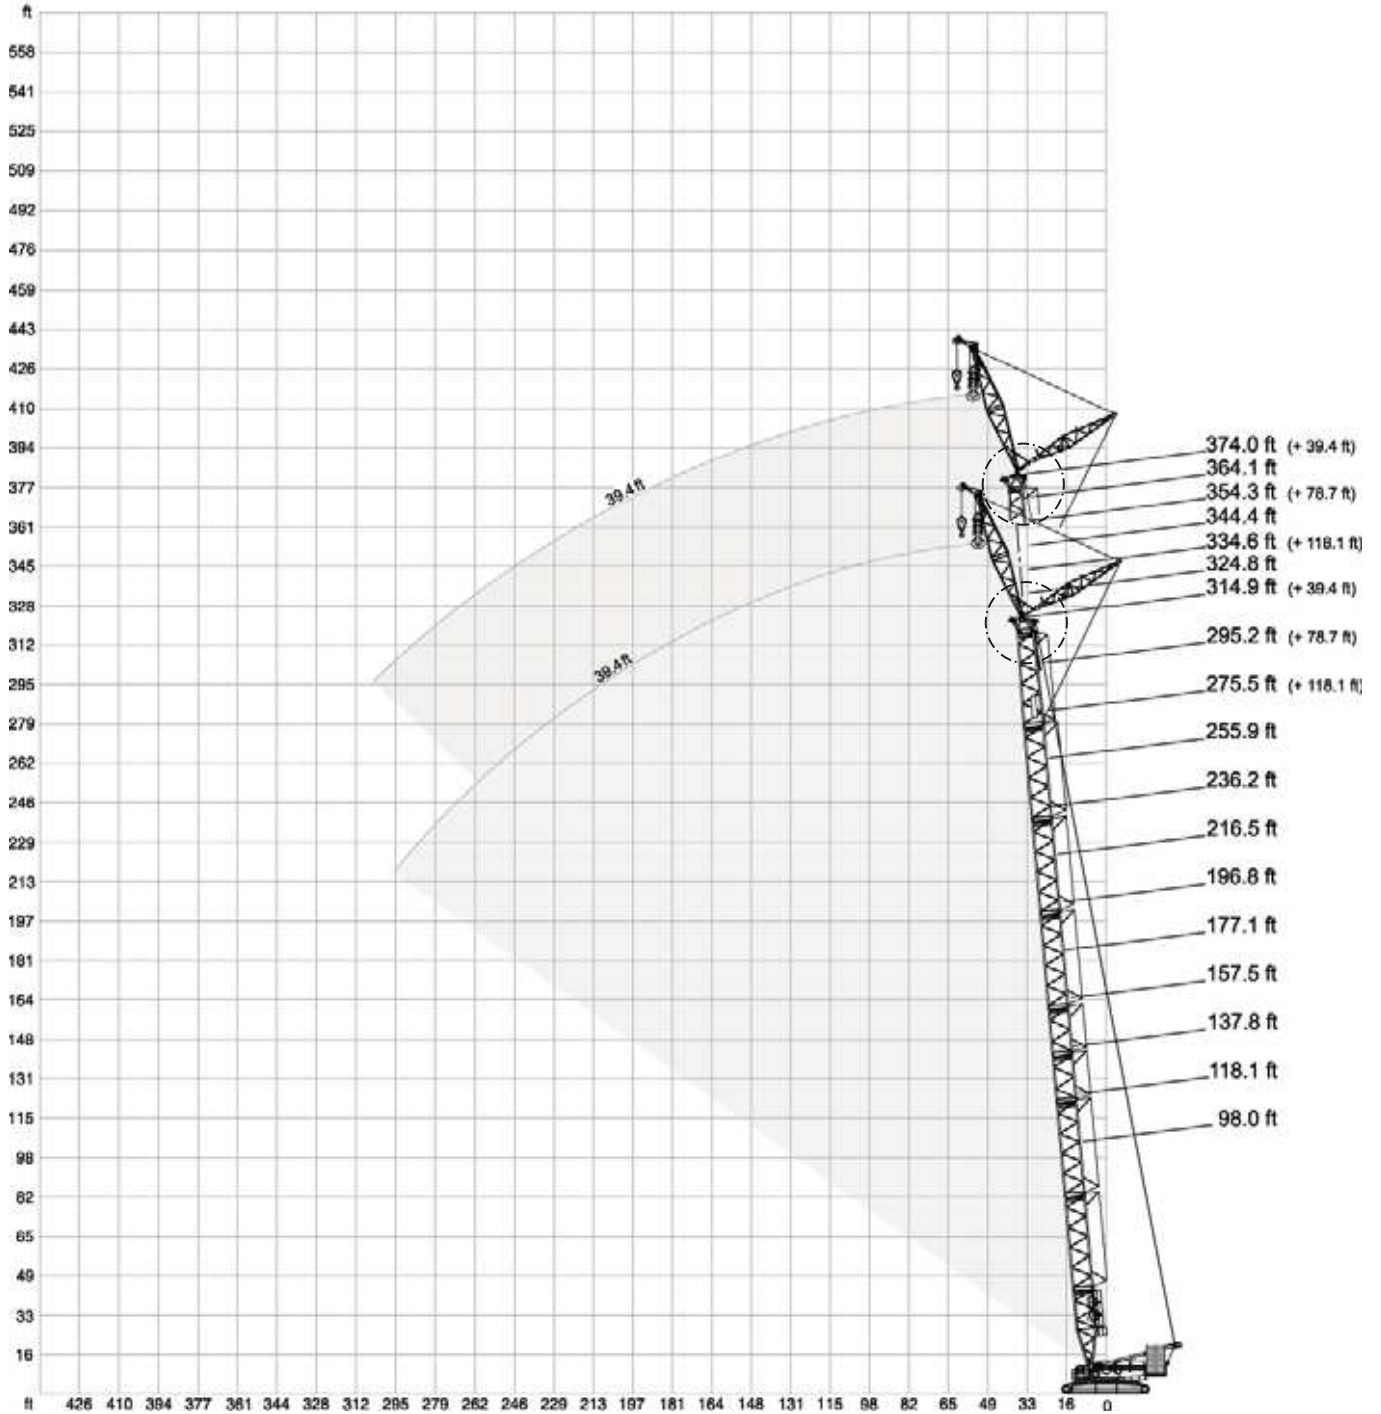 ft
558
541
525
509
492
476
459
443
426
410
394
377
361
345
328
312
295
279
262
246
229
213
197
181
164
148
131
115
98
82
65
49
33
16
39.4 ft
39.4 ft
374.0 ft (+ 39.4 ft)
364.1 ft
354.3 ft (+ 78.7 ft)
344.4 ft
334.6 ft (+ 118.1 ft)
324.8 ft
314.9 ft (+ 39.4 ft)
295.2 ft (+ 78.7 ft)
275.5 ft (+ 118.1 ft)
255.9 ft
236.2 ft
216.5 ft
196.8 ft
177.1 ft
157.5 ft
137.8 ft
118.1 ft
98.0 ft
ft 426 410 394 377 361 344 328 312 295 279 262 246 229 213 197 181 164 148 131 115 98 82 65 49 33 16 0